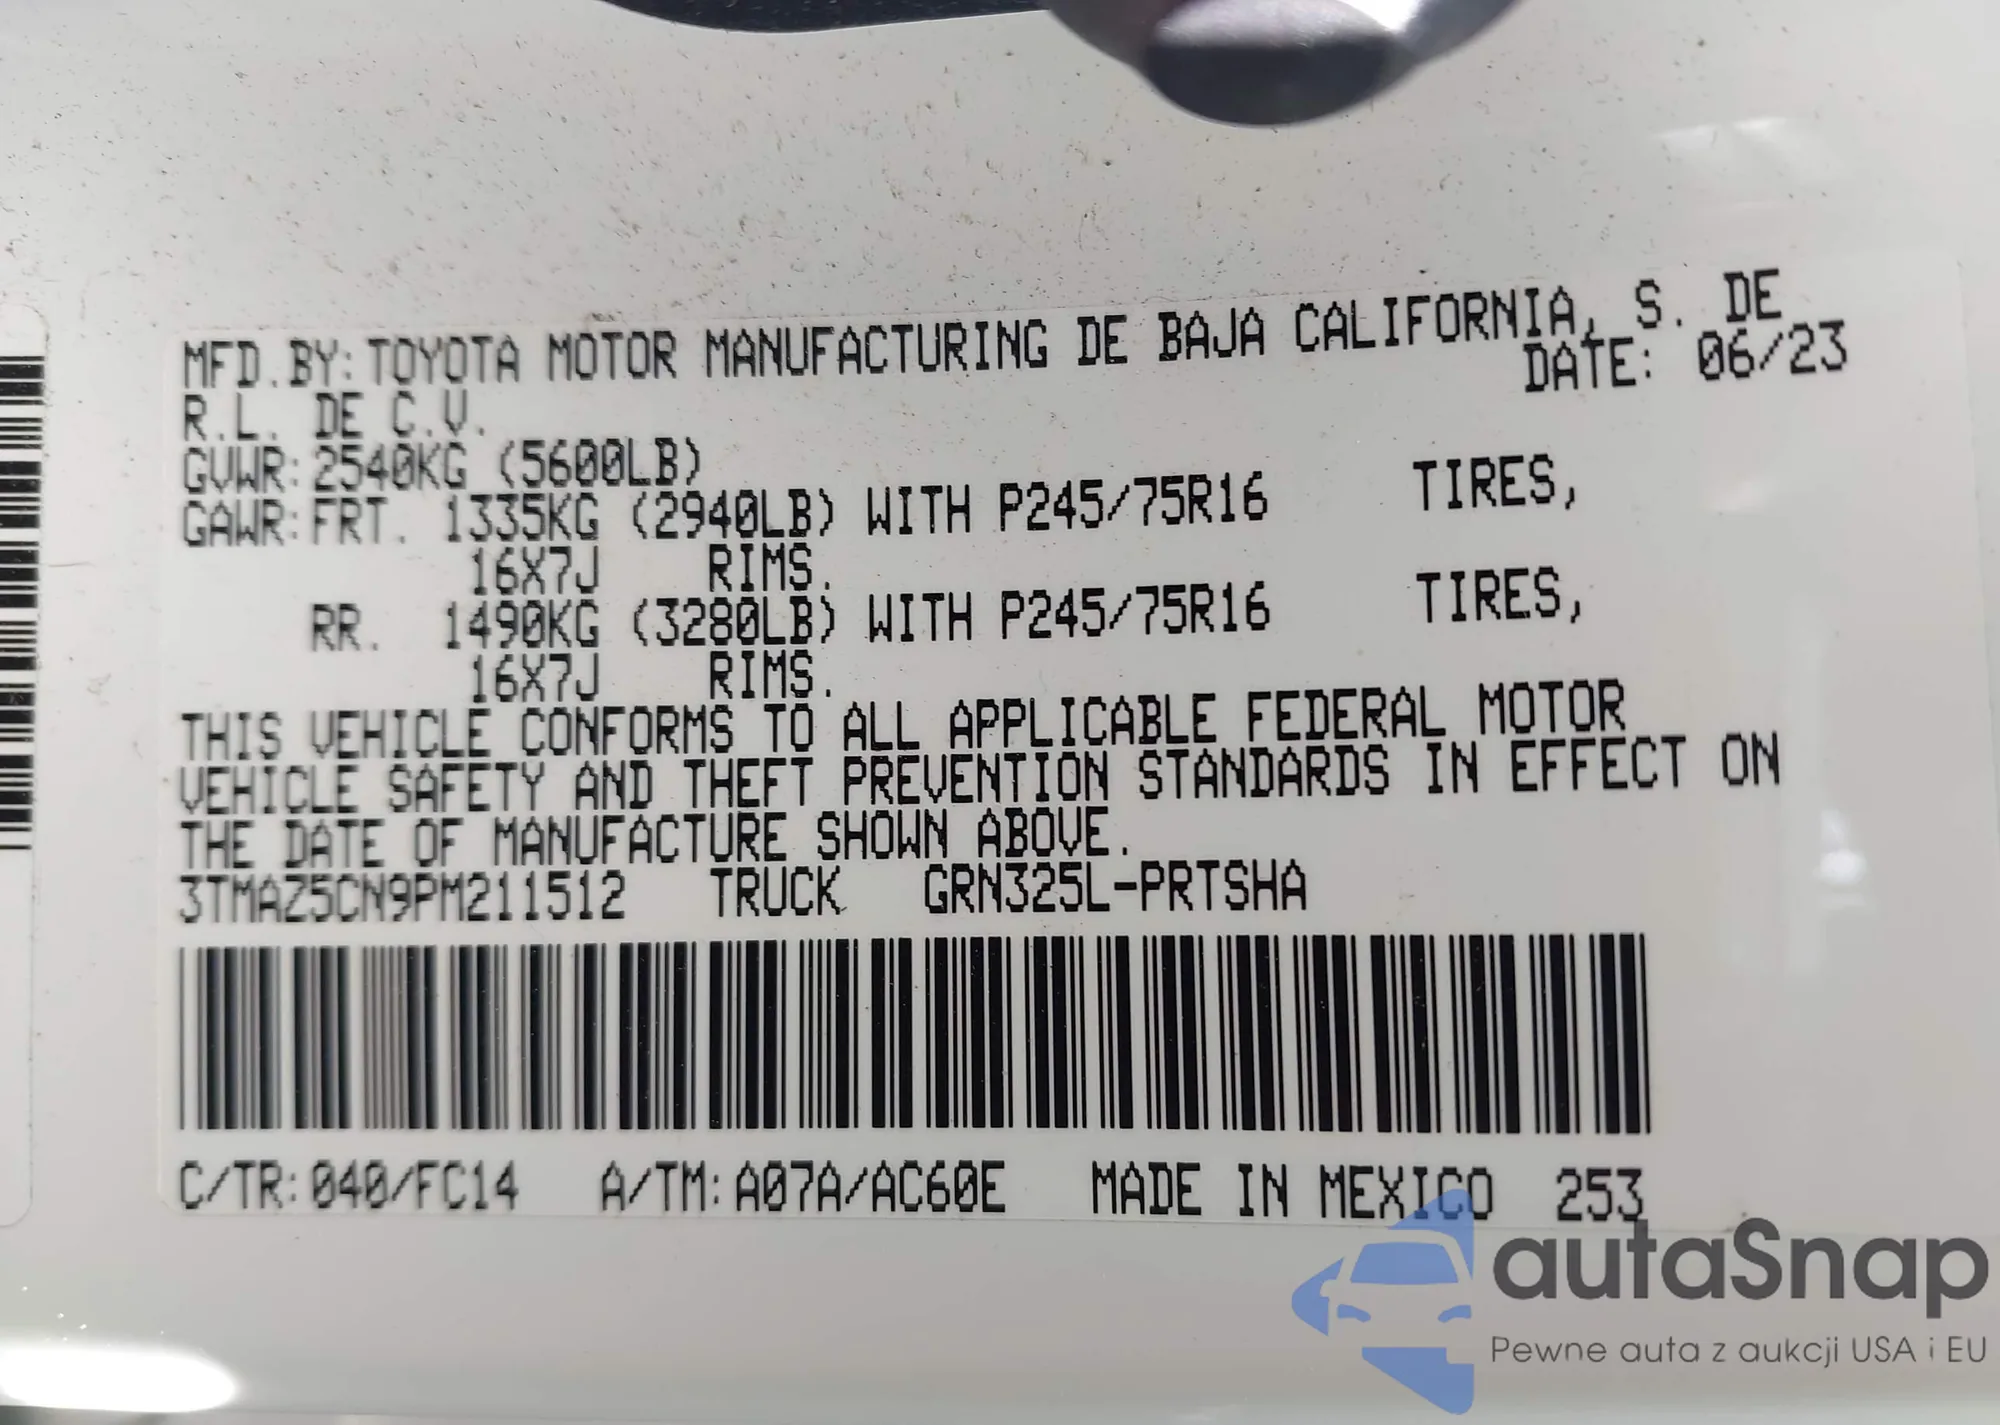 MFD.BY:TOYOTA MOTOR MANUFACTURING DE BAJA CALIFORNIA, S. DE
R.L. DE C.V. DATE: 06/23
GVWR:2540KG (5600LB)
GAWR:FRT. 1335KG (2940LB) WITH P245/75R16 TIRES,
16X7J RIMS.
RR. 1490KG (3280LB) WITH P245/75R16 TIRES,
16X7J RIMS.
THIS VEHICLE CONFORMS TO ALL APPLICABLE FEDERAL MOTOR
VEHICLE SAFETY AND THEFT PREVENTION STANDARDS IN EFFECT ON
THE DATE OF MANUFACTURE SHOWN ABOVE.
3TMAZ5CN9PM211512 TRUCK GRN325L-PRTSHA
C/TR:040/FC14 A/TM:A07A/AC60E MADE IN MEXICO 253
autaSnap
Pewne auta z aukcji USA i EU